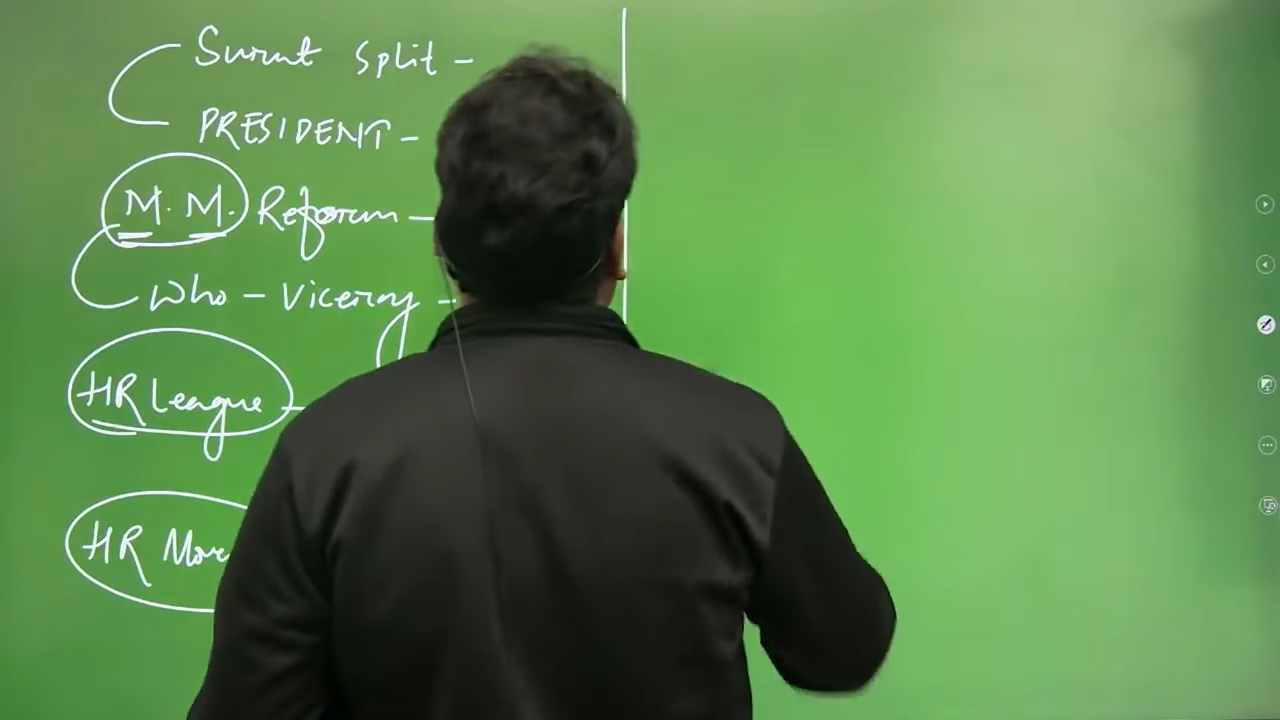 Surat Split -
PRESIDENT -
M. M. Reform -
Who - Viceroy -
HR League -
HR